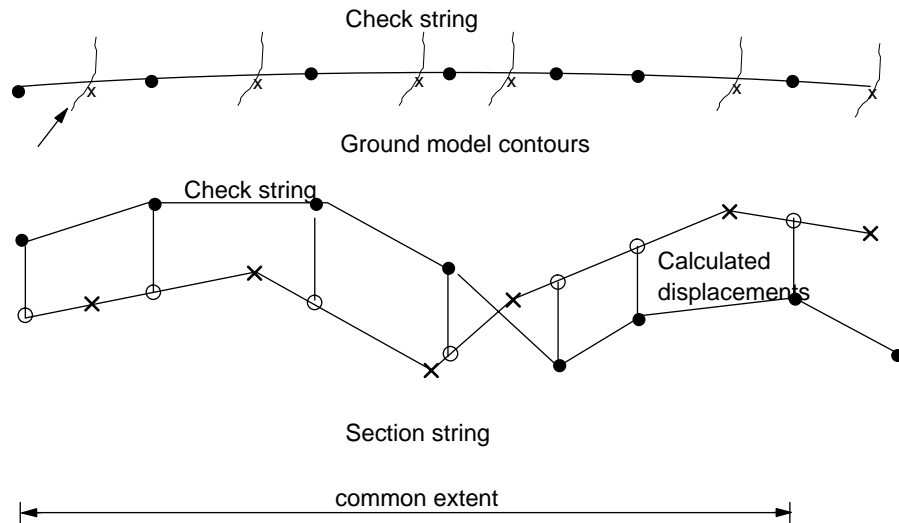 Check string
Ground model contours
Check string
Calculated
displacements
Section string
common extent